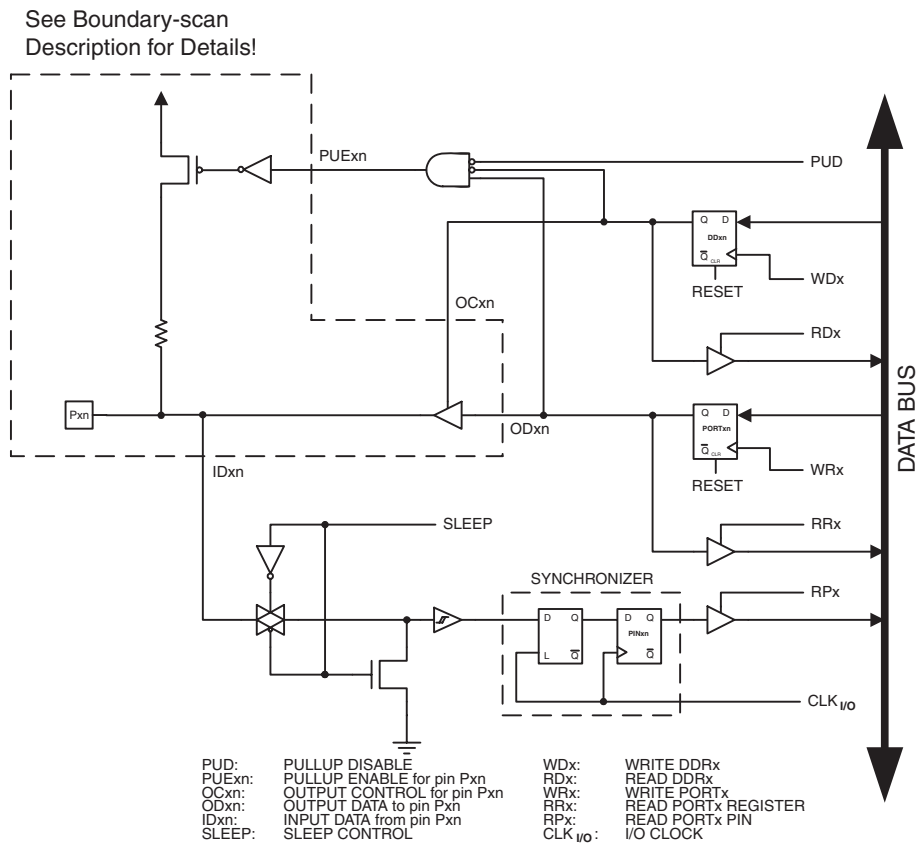 See Boundary-scan
Description for Details!
PUExn
PUD
Q D
DDxn
Q CLR
WDx
RESET
OCxn
RDx
Pxn
ODxn
Q D
PORTxn
Q CLR
WRx
RESET
IDxn
SLEEP
RRx
SYNCHRONIZER
RPx
D Q
L Q
D Q
PINxn
Q
CLK I/O
DATA BUS
PUD: PULLUP DISABLE
PUExn: PULLUP ENABLE for pin Pxn
OCxn: OUTPUT CONTROL for pin Pxn
ODxn: OUTPUT DATA to pin Pxn
IDxn: INPUT DATA from pin Pxn
SLEEP: SLEEP CONTROL
WDx: WRITE DDRx
RDx: READ DDRx
WRx: WRITE PORTx
RRx: READ PORTx REGISTER
RPx: READ PORTx PIN
CLK I/O : I/O CLOCK